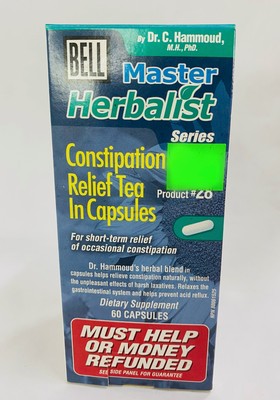 By Dr. C. Hammoud,
M.H., PhD.
BELL
Master
Herbalist
Series
Constipation
Relief Tea
In Capsules
Product #28
For short-term relief
of occasional constipation
Dr. Hammoud's herbal blend in
capsules helps relieve constipation naturally, without
the unpleasant effects of harsh laxatives. Relaxes the
gastrointestinal system and helps prevent acid reflux.
Dietary Supplement
60 CAPSULES
MUST HELP
OR MONEY
REFUNDED
SEE SIDE PANEL FOR GUARANTEE